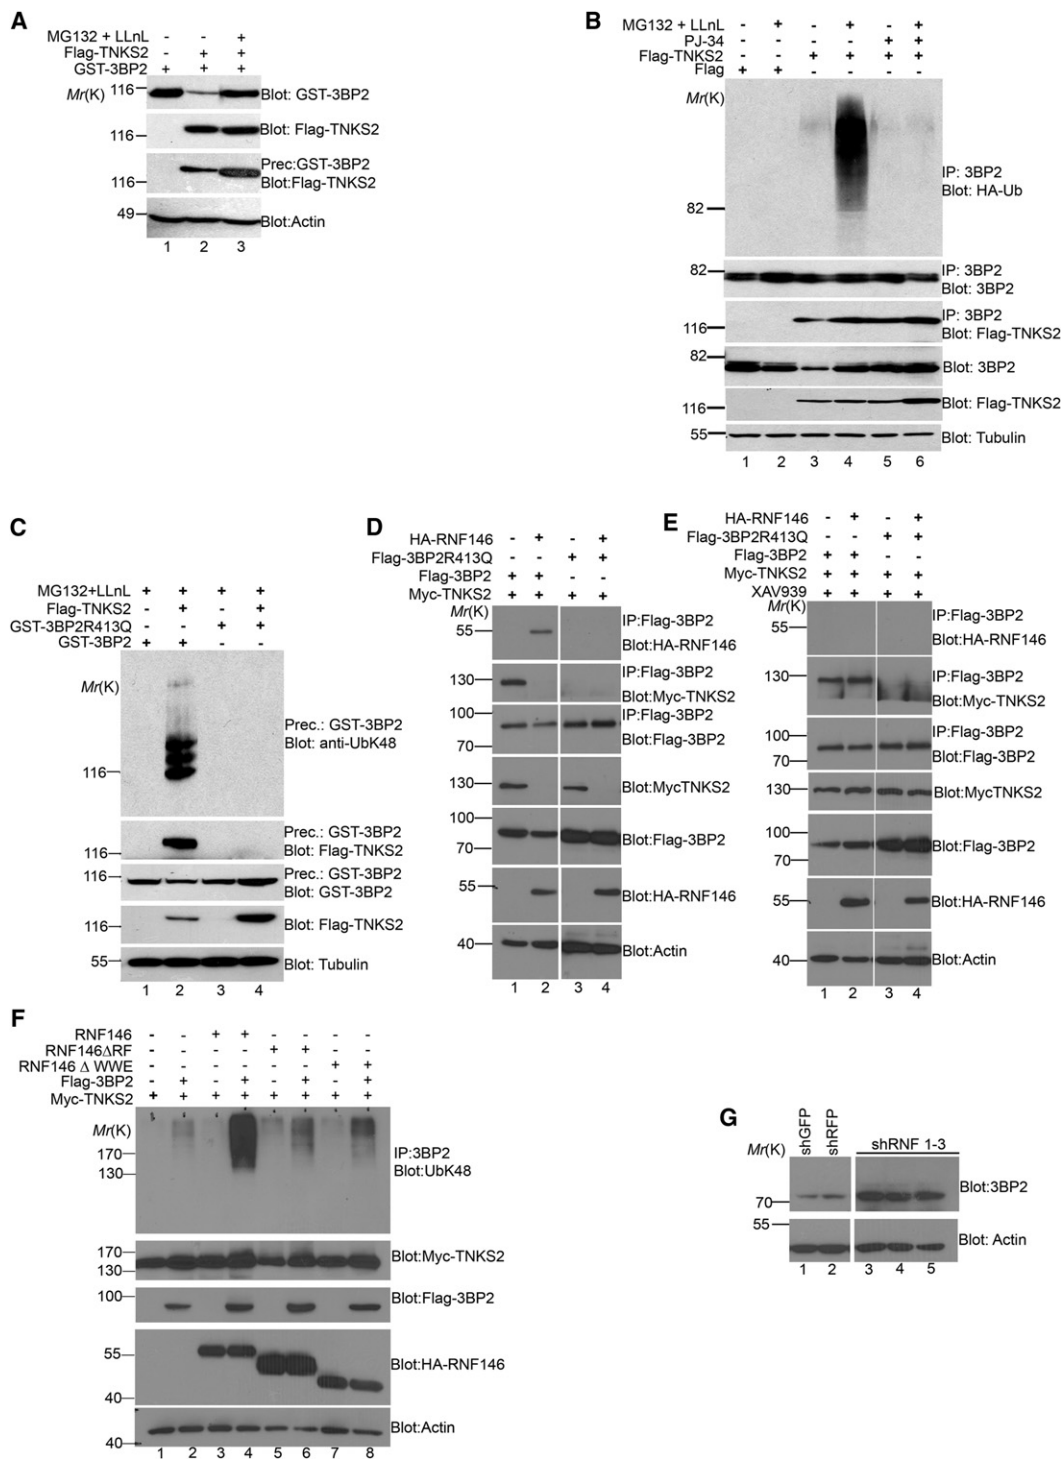 A
MG132 + LLnL - - +
Flag-TNKS2 - + +
GST-3BP2 + + +
Mr(K)
116 Blot: GST-3BP2
116 Blot: Flag-TNKS2
Prec:GST-3BP2
116 Blot:Flag-TNKS2
49 Blot:Actin
1 2 3
B
MG132 + LLnL - + - + - +
PJ-34 - - - - + +
Flag-TNKS2 - - + + + +
Flag + + - - - -
Mr(K)
IP: 3BP2
Blot: HA-Ub
82
82 IP: 3BP2
Blot: 3BP2
IP: 3BP2
116 Blot: Flag-TNKS2
82 Blot: 3BP2
116 Blot: Flag-TNKS2
55 Blot: Tubulin
1 2 3 4 5 6
C
MG132+LLnL + + + +
Flag-TNKS2 - + - +
GST-3BP2R413Q - - + +
GST-3BP2 + + - -
Mr(K)
Prec.: GST-3BP2
Blot: anti-UbK48
116
Prec.: GST-3BP2
116 Blot: Flag-TNKS2
116 Prec.: GST-3BP2
Blot: GST-3BP2
116 Blot: Flag-TNKS2
55 Blot: Tubulin
1 2 3 4
D
HA-RNF146 - + - +
Flag-3BP2R413Q - - + +
Flag-3BP2 + + - -
Myc-TNKS2 + + + +
Mr(K)
55 IP:Flag-3BP2
Blot:HA-RNF146
130 IP:Flag-3BP2
Blot:Myc-TNKS2
100 IP:Flag-3BP2
70 Blot:Flag-3BP2
130 Blot:MycTNKS2
100
70 Blot:Flag-3BP2
55 Blot:HA-RNF146
40 Blot:Actin
1 2 3 4
E
HA-RNF146 - + - +
Flag-3BP2R413Q - - + +
Flag-3BP2 + + - -
Myc-TNKS2 + + + +
XAV939 + + + +
Mr(K)
55 IP:Flag-3BP2
Blot:HA-RNF146
130 IP:Flag-3BP2
Blot:Myc-TNKS2
100 IP:Flag-3BP2
70 Blot:Flag-3BP2
130 Blot:MycTNKS2
100
70 Blot:Flag-3BP2
55 Blot:HA-RNF146
40 Blot:Actin
1 2 3 4
F
RNF146 - - + + - - - -
RNF146ΔRF - - - - + + - -
RNF146 Δ WWE - - - - - - + +
Flag-3BP2 - + - + - + - +
Myc-TNKS2 + + + + + + + +
Mr(K)
170 IP:3BP2
130 Blot:UbK48
170 Blot:Myc-TNKS2
130
100 Blot:Flag-3BP2
55 Blot:HA-RNF146
40
Blot:Actin
40
1 2 3 4 5 6 7 8
G
Mr(K) shGFP shRFP shRNF 1-3
70 Blot:3BP2
55
Blot: Actin
1 2 3 4 5